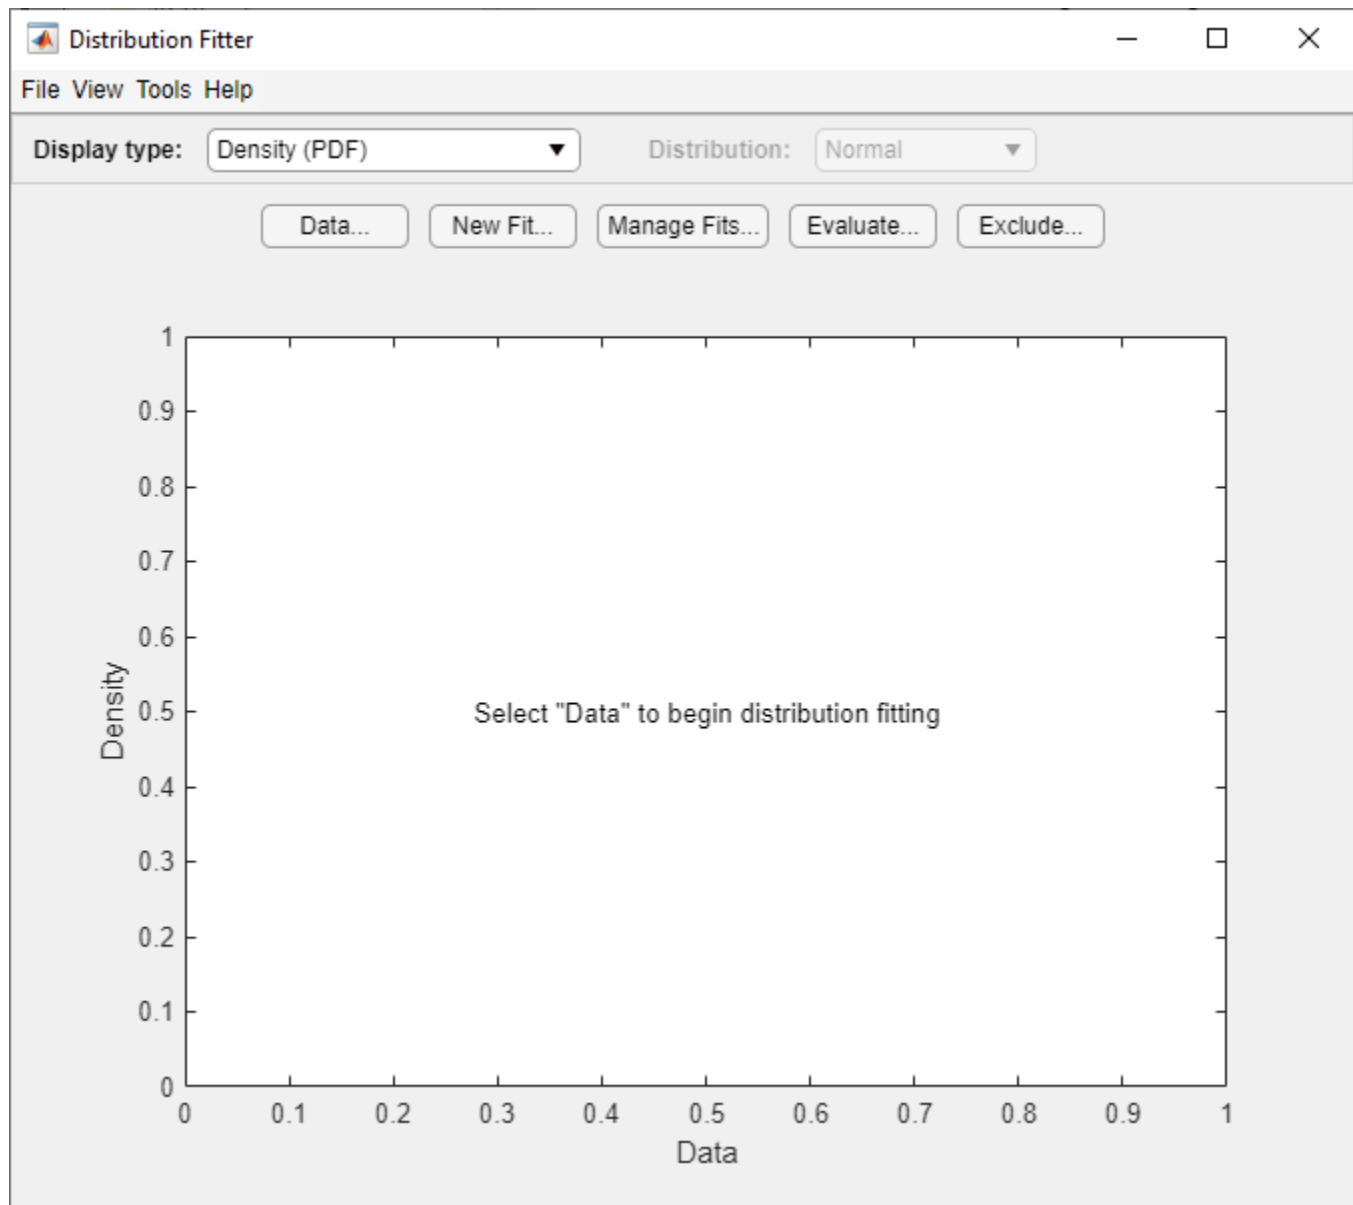 Distribution Fitter
File View Tools Help
Display type: Density (PDF) Distribution: Normal
Data... New Fit... Manage Fits... Evaluate... Exclude...
1
0.9
0.8
0.7
0.6
0.5
0.4
0.3
0.2
0.1
0
Density
Select "Data" to begin distribution fitting
0 0.1 0.2 0.3 0.4 0.5 0.6 0.7 0.8 0.9 1
Data